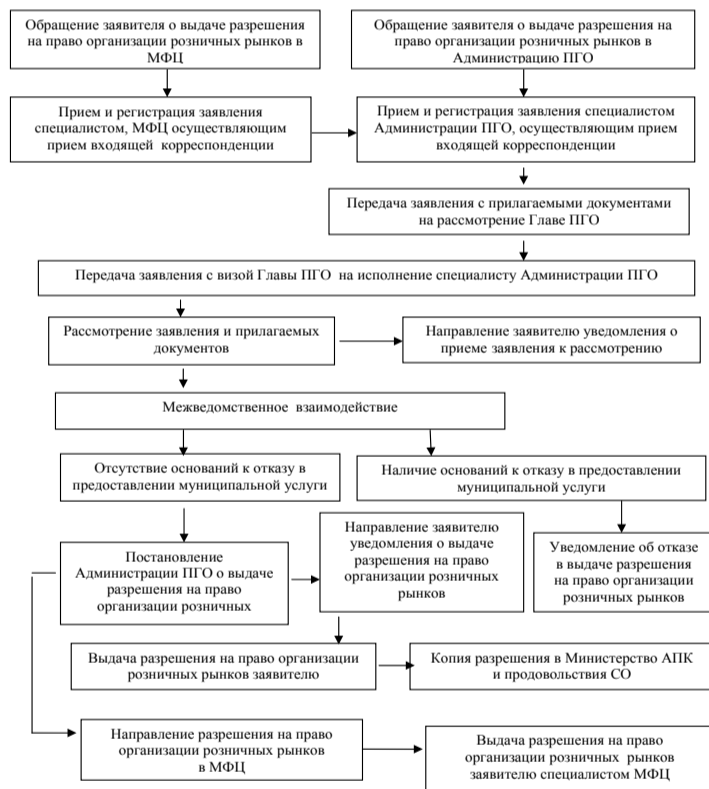 Обращение заявителя о выдаче разрешения
на право организации розничных рынков в
МФЦ
Обращение заявителя о выдаче разрешения на
право организации розничных рынков в
Администрацию ПГО
Прием и регистрация заявления
специалистом, МФЦ осуществляющим
прием входящей корреспонденции
Прием и регистрация заявления специалистом
Администрации ПГО, осуществляющим прием
входящей корреспонденции
Передача заявления с прилагаемыми документами
на рассмотрение Главе ПГО
Передача заявления с визой Главы ПГО на исполнение специалисту Администрации ПГО
Рассмотрение заявления и прилагаемых
документов
Направление заявителю уведомления о
приеме заявления к рассмотрению
Межведомственное взаимодействие
Отсутствие оснований к отказу в
предоставлении муниципальной услуги
Наличие оснований к отказу в предоставлении
муниципальной услуги
Постановление
Администрации ПГО о выдаче
разрешения на право
организации розничных
Направление заявителю
уведомления о выдаче
разрешения на право
организации розничных
рынков
Уведомление об отказе
в выдаче разрешения
на право организации
розничных рынков
Выдача разрешения на право организации
розничных рынков заявителю
Копия разрешения в Министерство АПК
и продовольствия СО
Направление разрешения на право
организации розничных рынков
в МФЦ
Выдача разрешения на право
организации розничных рынков
заявителю специалистом МФЦ